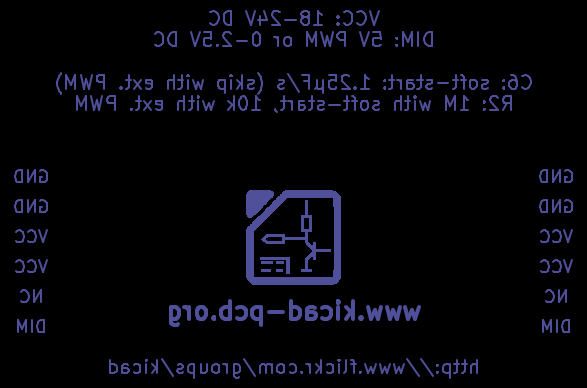 VCC: 18-24V DC
DIM: 5V PWM or 0-2.5V DC
C6: soft-start: 1.25µF/s (skip with ext. PWM)
R2: 1M with soft-start, 10k with ext. PWM
GND GND
GND GND
VCC VCC
VCC VCC
NC NC
DIM DIM
www.kicad-pcb.org
http://www.flickr.com/groups/kicad